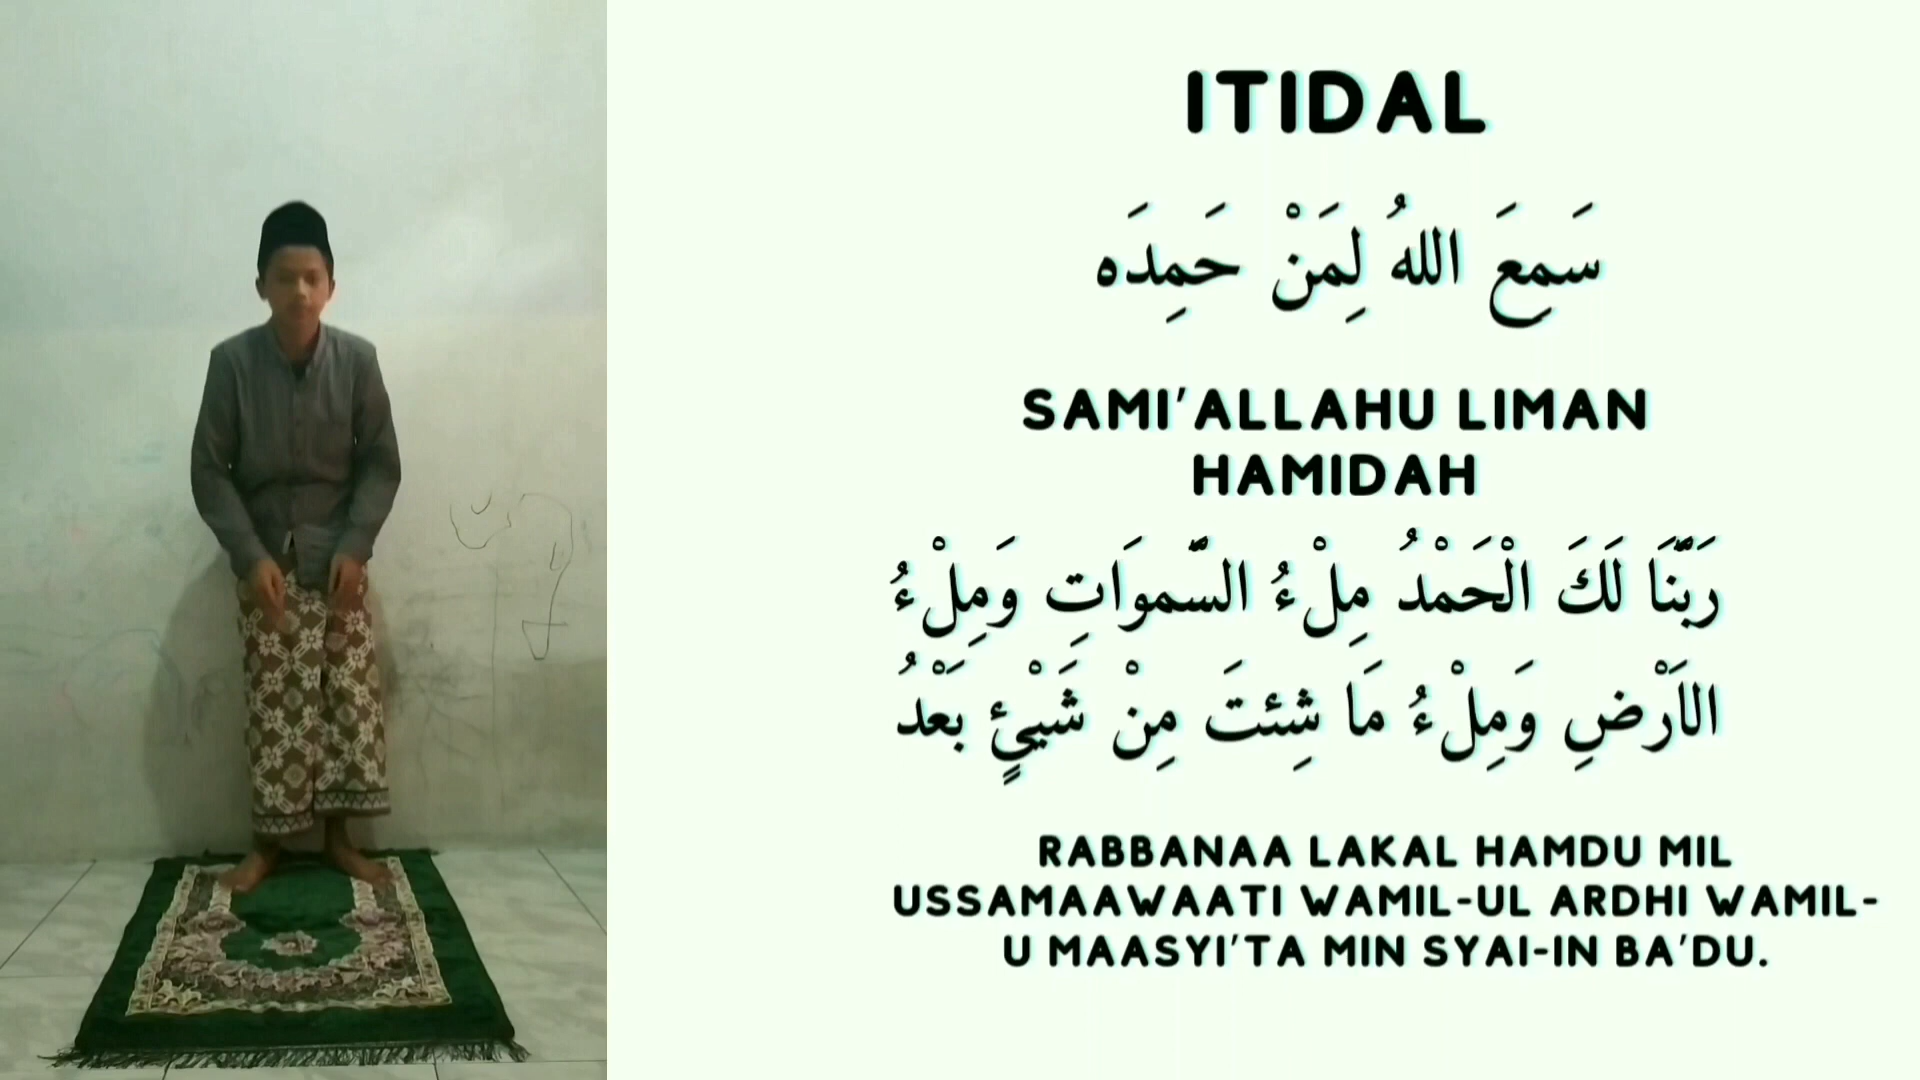 ITIDAL
سَمِعَ اللهُ لِمَنْ حَمِدَه
SAMI'ALLAHU LIMAN
HAMIDAH
رَبَّنَا لَكَ الْحَمْدُ مِلْءُ السَّموَاتِ وَمِلْءُ
الاَرْضِ وَمِلْءُ مَا شِئتَ مِنْ شَيْئٍ بَعْدُ
RABBANAA LAKAL HAMDU MIL
USSAMAAWAATI WAMIL-UL ARDHI WAMIL-
U MAASYI'TA MIN SYAI-IN BA'DU.